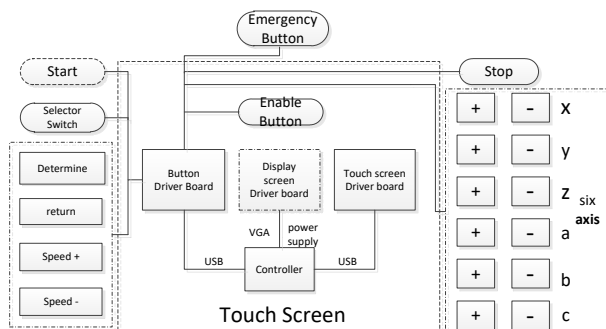 Emergency
Button
Start
Stop
Selector
Switch
Enable
Button
+ - x
Determine
Button
Driver Board
Display
screen
Driver board
Touch screen
Driver board
+ - y
return
+ - z
six
axis
Speed +
VGA
power
supply
+ - a
USB
Controller
USB
+ - b
Speed -
Touch Screen
+ - c